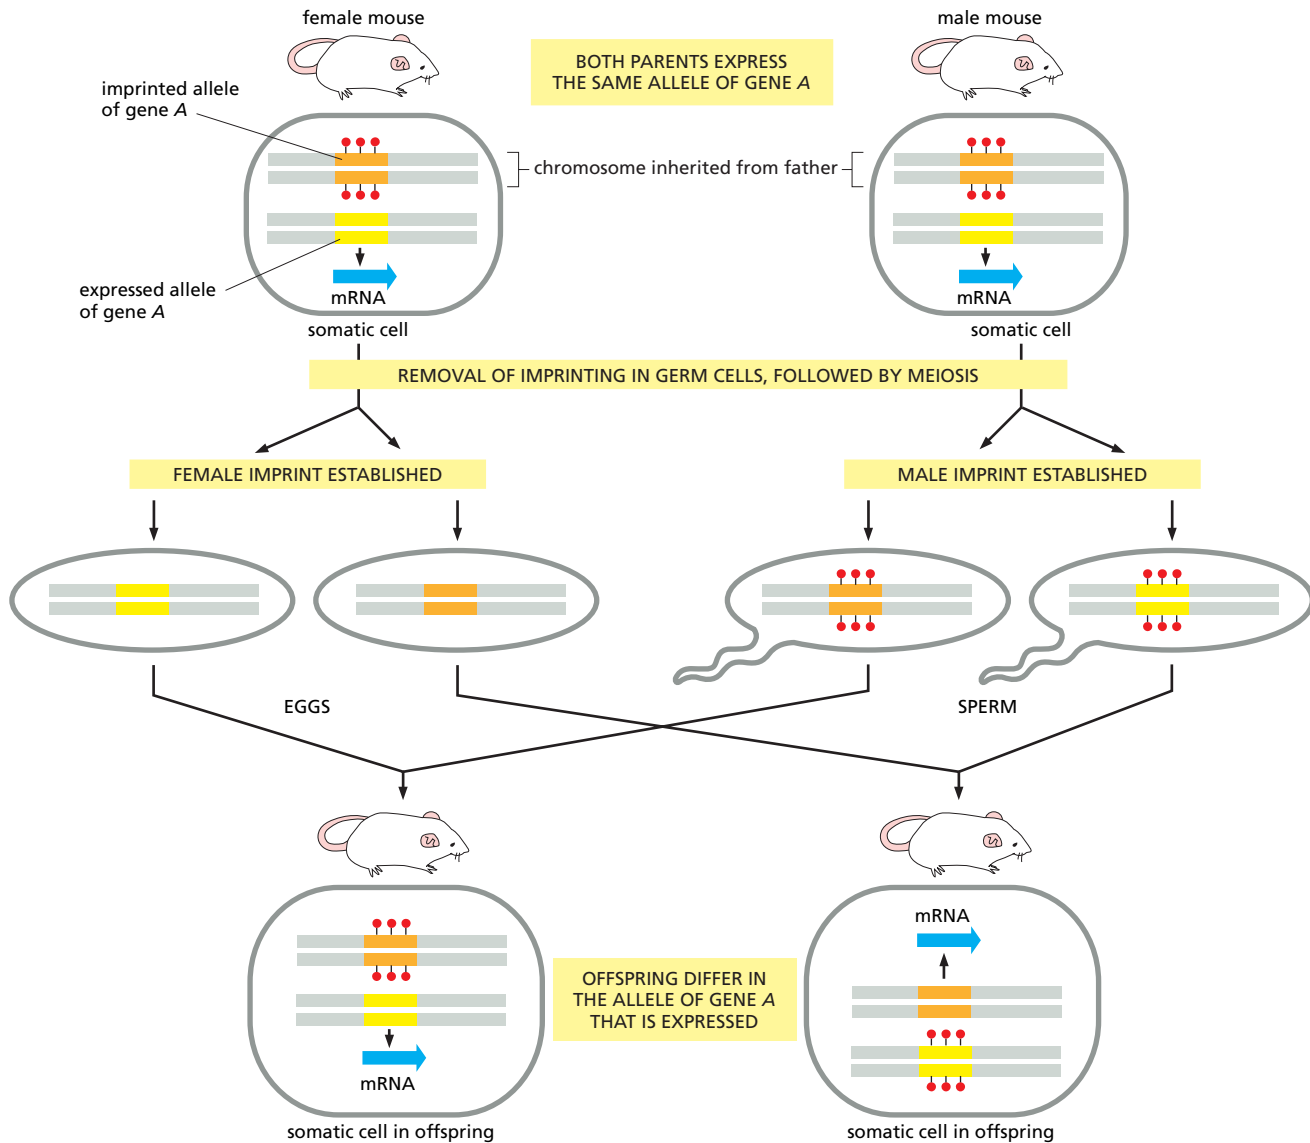 female mouse
male mouse
BOTH PARENTS EXPRESS
THE SAME ALLELE OF GENE A
imprinted allele
of gene A
chromosome inherited from father
expressed allele
of gene A
mRNA
mRNA
somatic cell
somatic cell
REMOVAL OF IMPRINTING IN GERM CELLS, FOLLOWED BY MEIOSIS
FEMALE IMPRINT ESTABLISHED
MALE IMPRINT ESTABLISHED
EGGS
SPERM
mRNA
OFFSPRING DIFFER IN
THE ALLELE OF GENE A
THAT IS EXPRESSED
mRNA
somatic cell in offspring
somatic cell in offspring